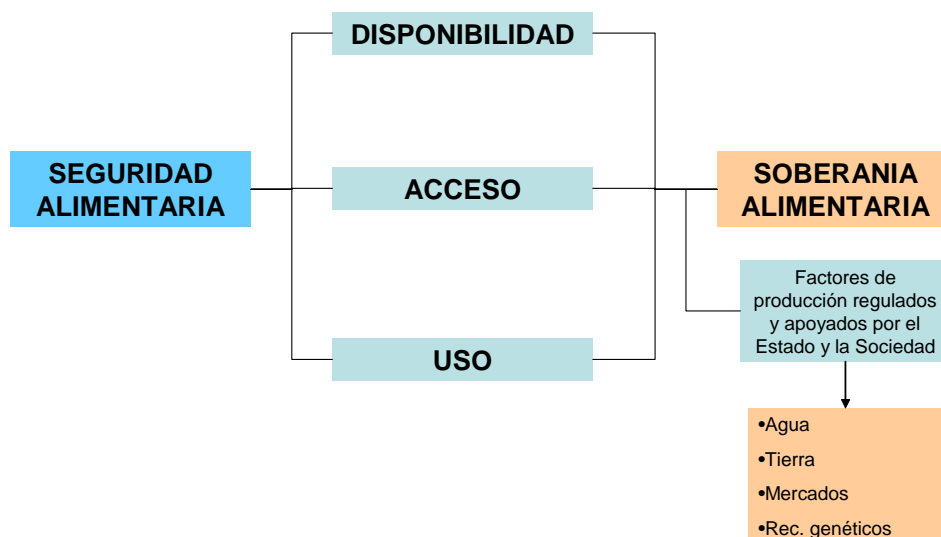 DISPONIBILIDAD
SEGURIDAD
ALIMENTARIA
ACCESO
SOBERANIA
ALIMENTARIA
USO
Factores de
producción regulados
y apoyados por el
Estado y la Sociedad
•Agua
•Tierra
•Mercados
•Rec. genéticos